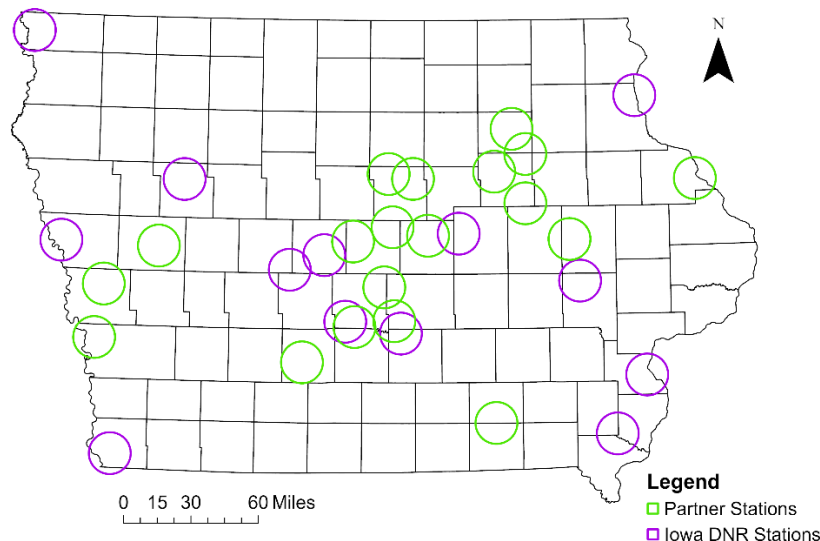 N
0 15 30 60 Miles
Legend
Partner Stations
Iowa DNR Stations